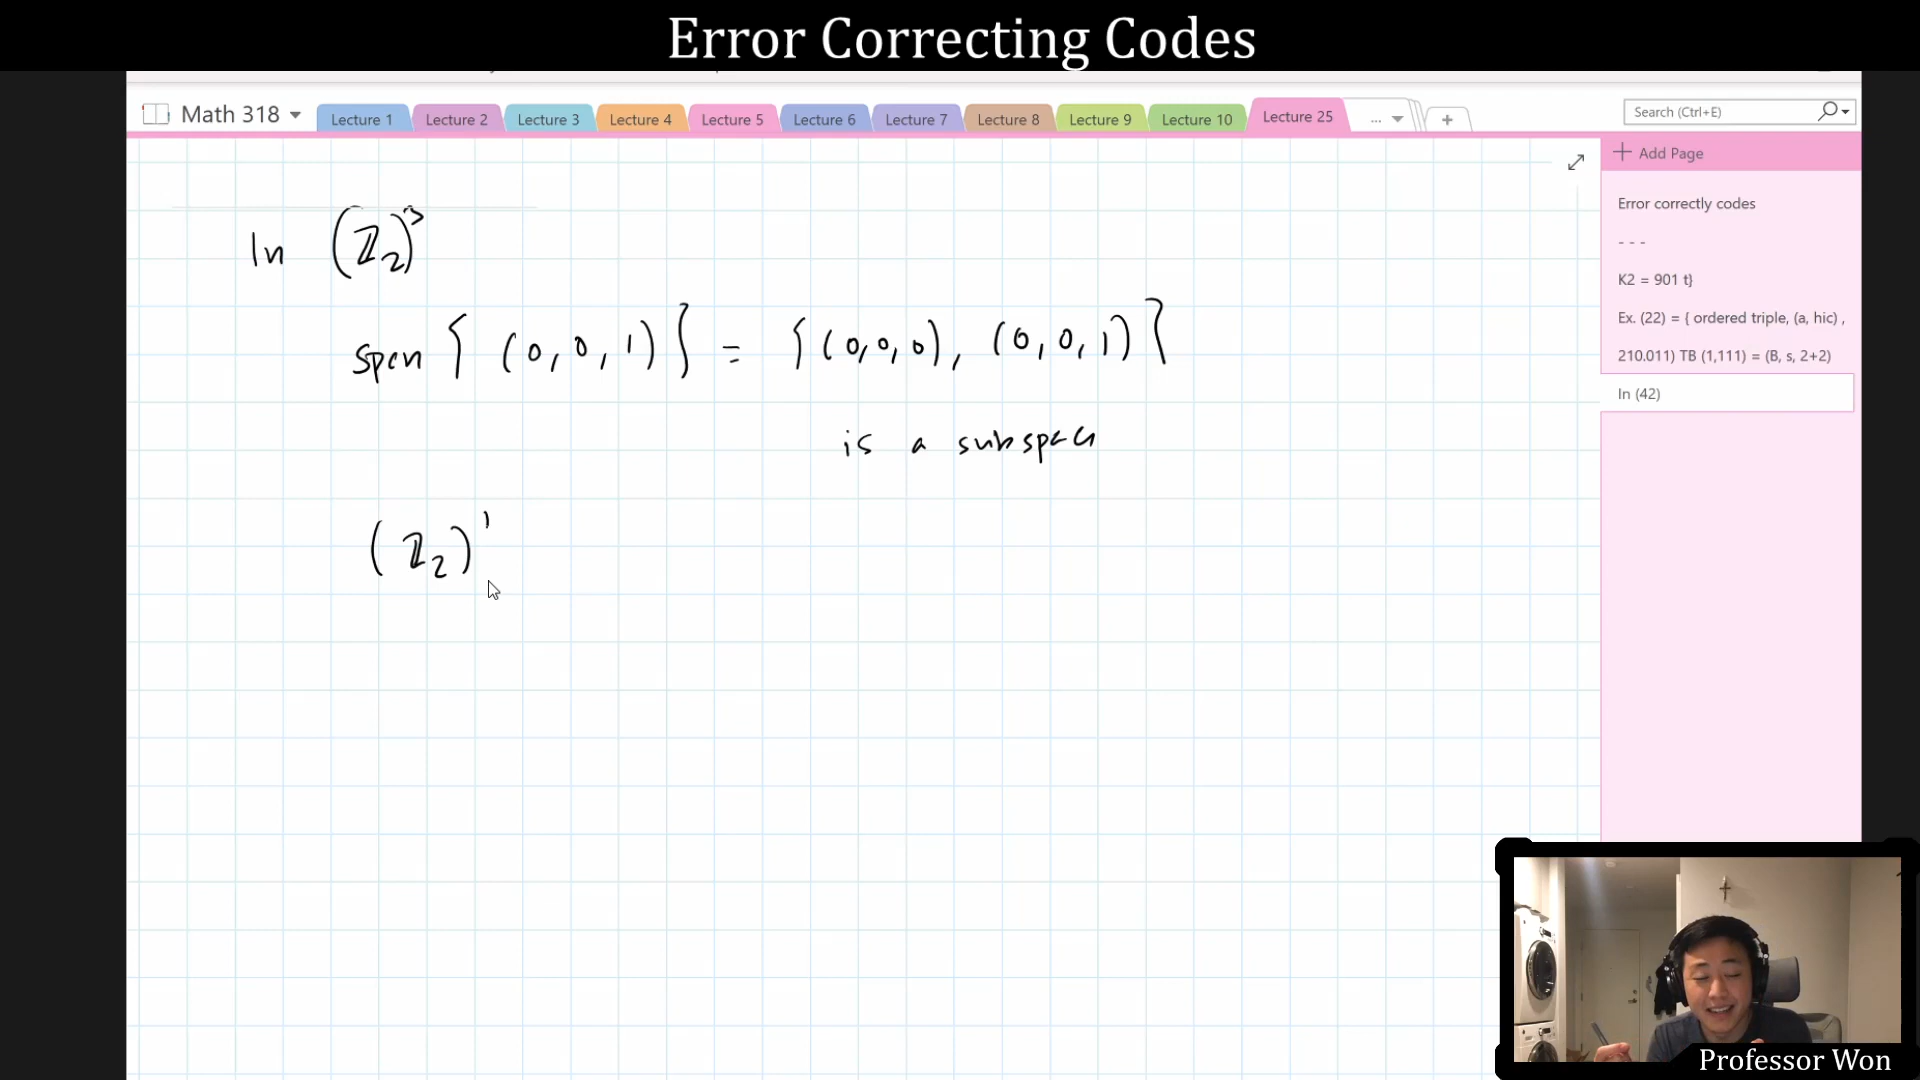 Error Correcting Codes
Math 318
Lecture 1
Lecture 2
Lecture 3
Lecture 4
Lecture 5
Lecture 6
Lecture 7
Lecture 8
Lecture 9
Lecture 10
Lecture 25
...
+
Search (Ctrl+E)
Add Page
Error correctly codes
- - -
K2 = 901 t}
Ex. (22) = { ordered triple, (a, hic) ,
210.011) TB (1,111) = (B, s, 2+2)
In (42)
In (ℤ₂)³
span { (0, 0, 1) } = { (0,0,0), (0,0,1) }
is a subspace
(ℤ₂)¹
Professor Won